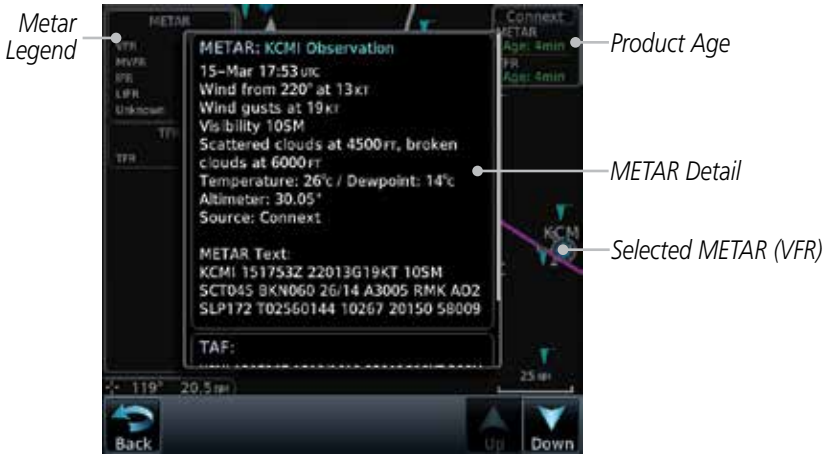 Metar
Legend
METAR
VFR
MVFR
IFR
LIFR
Unknown
TFR
TFR
METAR: KCMI Observation
15-Mar 17:53 UTC
Wind from 220° at 13KT
Wind gusts at 19KT
Visibility 10SM
Scattered clouds at 4500FT, broken
clouds at 6000FT
Temperature: 26°c / Dewpoint: 14°c
Altimeter: 30.05"
Source: Connext
METAR Text:
KCMI 151753Z 22013G19KT 10SM
SCT045 BKN060 26/14 A3005 RMK AO2
SLP172 T02560144 10267 20150 58009
TAF:
Connext
METAR
Age: 4min
TFR
Age: 4min
Product Age
METAR Detail
KCM
Selected METAR (VFR)
25 NM
119° 20.5 NM
Back
Up
Down